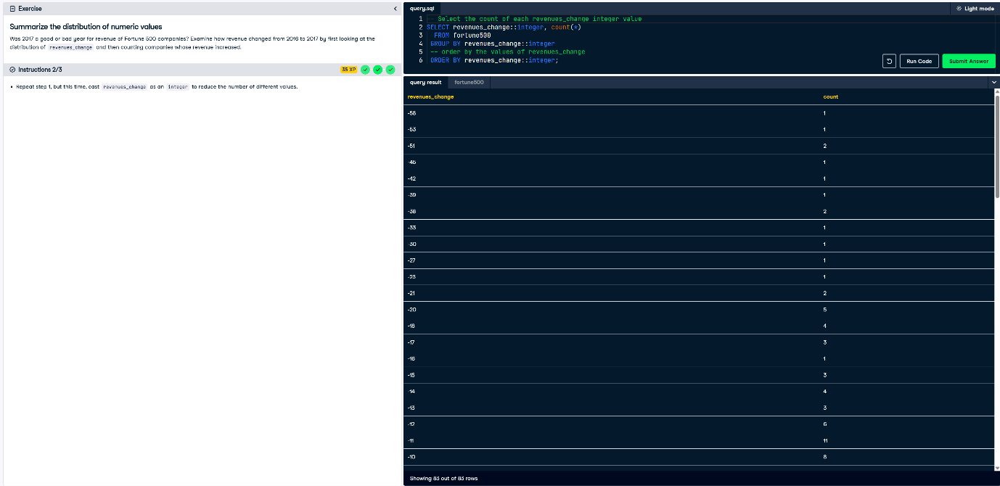 Exercise
Summarize the distribution of numeric values
Was 2017 a good or bad year for revenue of Fortune 500 companies? Examine how revenue changed from 2016 to 2017 by first looking at the
distribution of revenues_change and then counting companies whose revenue increased.
Instructions 2/3
35 XP
• Repeat step 1, but this time, cast revenues_change as an integer to reduce the number of different values.
query.sql
Light mode
1 -- Select the count of each revenues_change integer value
2 SELECT revenues_change::integer, count(*)
3 FROM fortune500
4 GROUP BY revenues_change::integer
5 -- order by the values of revenues_change
6 ORDER BY revenues_change::integer;
Run Code
Submit Answer
query result fortune500
revenues_change count
-58 1
-53 1
-51 2
-45 1
-42 1
-39 1
-38 2
-33 1
-30 1
-27 1
-23 1
-21 2
-20 5
-18 4
-17 3
-16 1
-15 3
-14 4
-13 3
-12 6
-11 11
-10 8
Showing 83 out of 83 rows